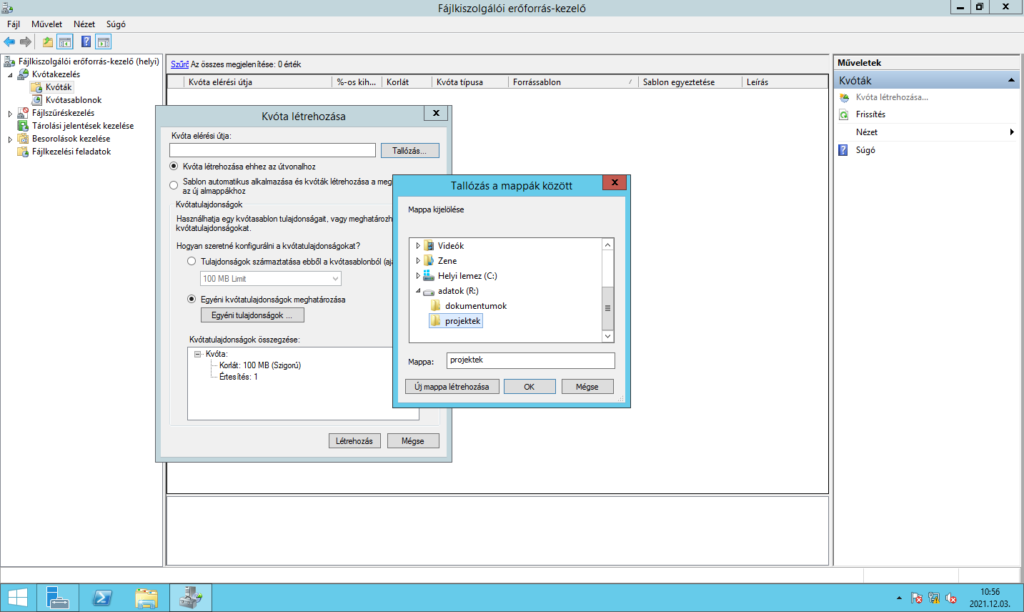 Fájlkiszolgálói erőforrás-kezelő
Fájl Művelet Nézet Súgó
Fájlkiszolgálói erőforrás-kezelő (helyi)
Kvótakezelés
Kvóták
Kvótasablonok
Fájlszűréskezelés
Tárolási jelentések kezelése
Besorolások kezelése
Fájlkezelési feladatok
Szűrő Az összes megjelenítése: 0 érték
Kvóta elérési útja %-os kih... Korlát Kvóta típusa Forrássablon Sablon egyeztetése Leírás
Kvóta létrehozása
Kvóta elérési útja:
Tallózás...
Kvóta létrehozása ehhez az útvonalhoz
Sablon automatikus alkalmazása és kvóták létrehozása a meg
az új almappákhoz
Kvótatulajdonságok
Használhatja egy kvótasablon tulajdonságait, vagy meghatározh
kvótatulajdonságokat.
Hogyan szeretné konfigurálni a kvótatulajdonságokat?
Tulajdonságok származtatása ebből a kvótasablonból (aj
100 MB Limit
Egyéni kvótatulajdonságok meghatározása
Egyéni tulajdonságok ...
Kvótatulajdonságok összegzése:
Kvóta:
Korlát: 100 MB (Szigorú)
Értesítés: 1
Létrehozás Mégse
Tallózás a mappák között
Mappa kijelölése
Videók
Zene
Helyi lemez (C:)
adatok (R:)
dokumentumok
projektek
Mappa: projektek
Új mappa létrehozása OK Mégse
Műveletek
Kvóták
Kvóta létrehozása...
Frissítés
Nézet
Súgó
10:56
2021.12.03.